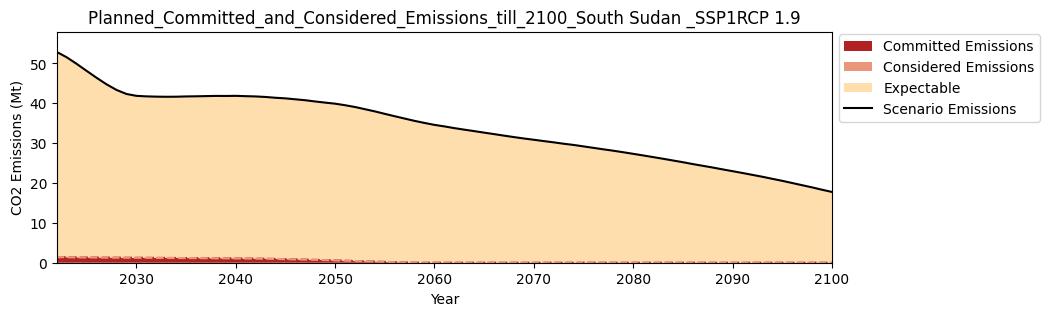 Planned_Committed_and_Considered_Emissions_till_2100_South Sudan _SSP1RCP 1.9
Committed Emissions
Considered Emissions
Expectable
Scenario Emissions
CO2 Emissions (Mt)
50
40
30
20
10
0
2030 2040 2050 2060 2070 2080 2090 2100
Year